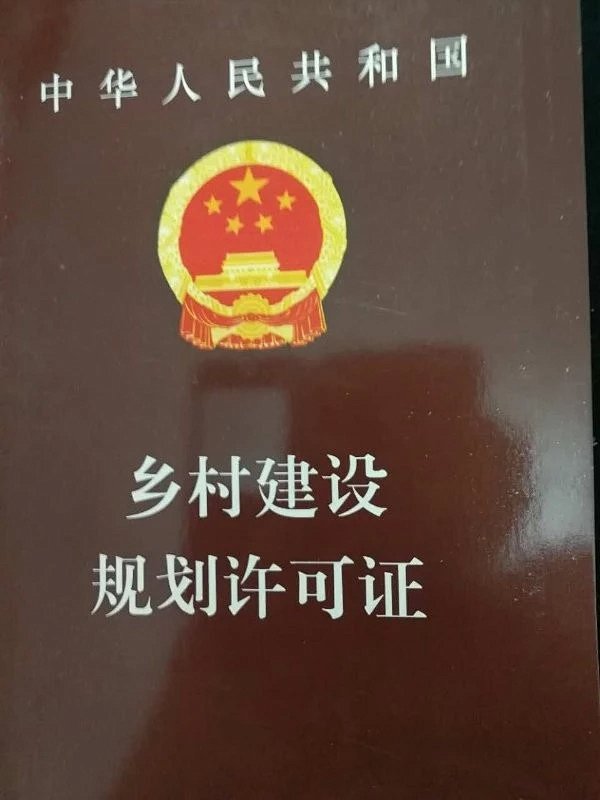 中华人民共和国
乡村建设
规划许可证